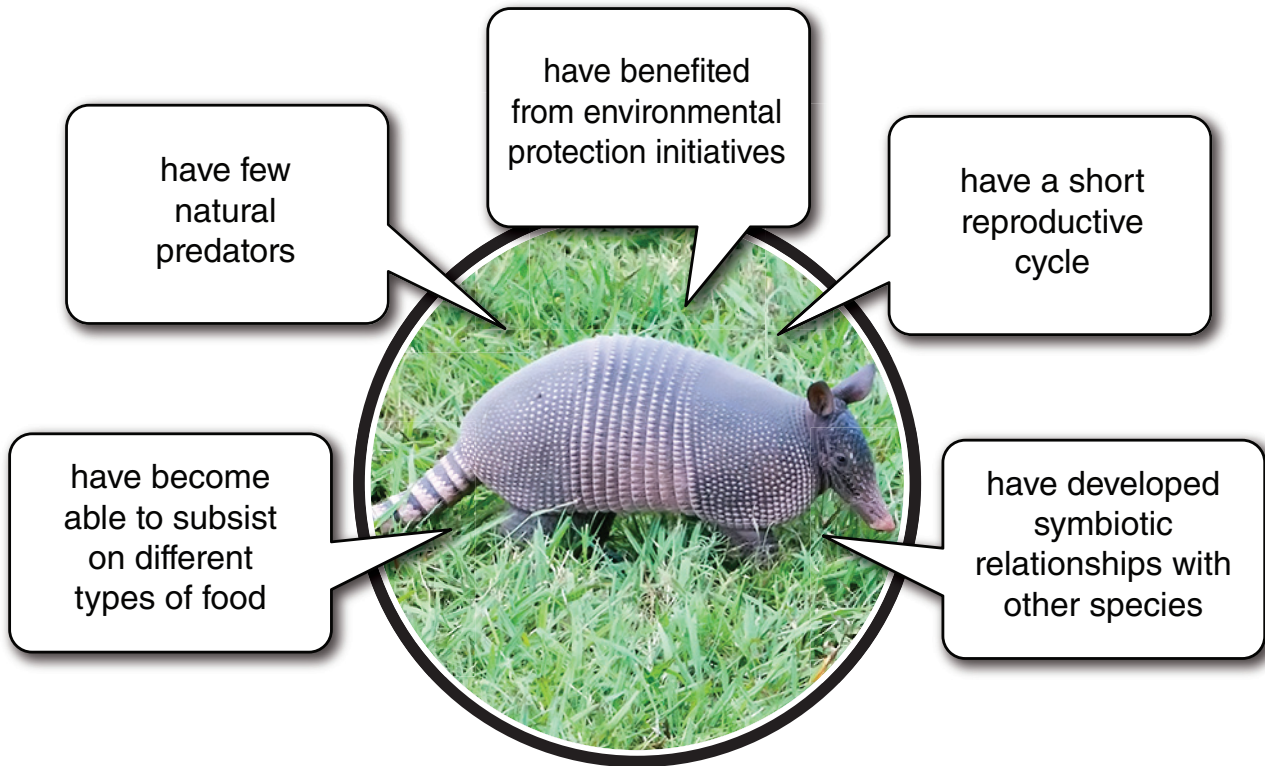 have benefited
from environmental
protection initiatives
have few
natural
predators
have a short
reproductive
cycle
have become
able to subsist
on different
types of food
have developed
symbiotic
relationships with
other species